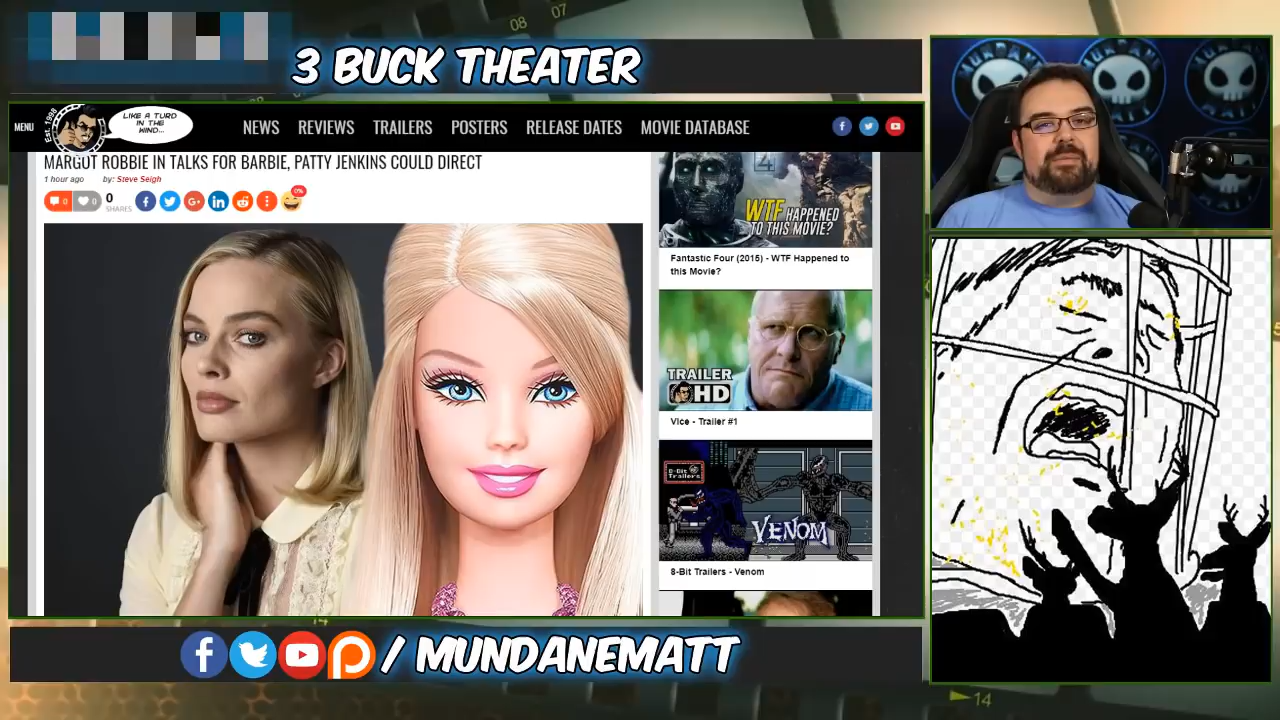 08 07
3 BUCK THEATER
MENU
Est. 1998
LIKE A TURD
IN THE
WIND...
NEWS REVIEWS TRAILERS POSTERS RELEASE DATES MOVIE DATABASE
MARGOT ROBBIE IN TALKS FOR BARBIE, PATTY JENKINS COULD DIRECT
1 hour ago by: Steve Seigh
0 0 0
SHARES
0%
4
WTF HAPPENED
TO THIS MOVIE?
Fantastic Four (2015) - WTF Happened to
this Movie?
TRAILER
HD
Vice - Trailer #1
8-Bit
Trailers
VENOM
8-Bit Trailers - Venom
/ MUNDANEMATT
MUNDANE
MATT
14